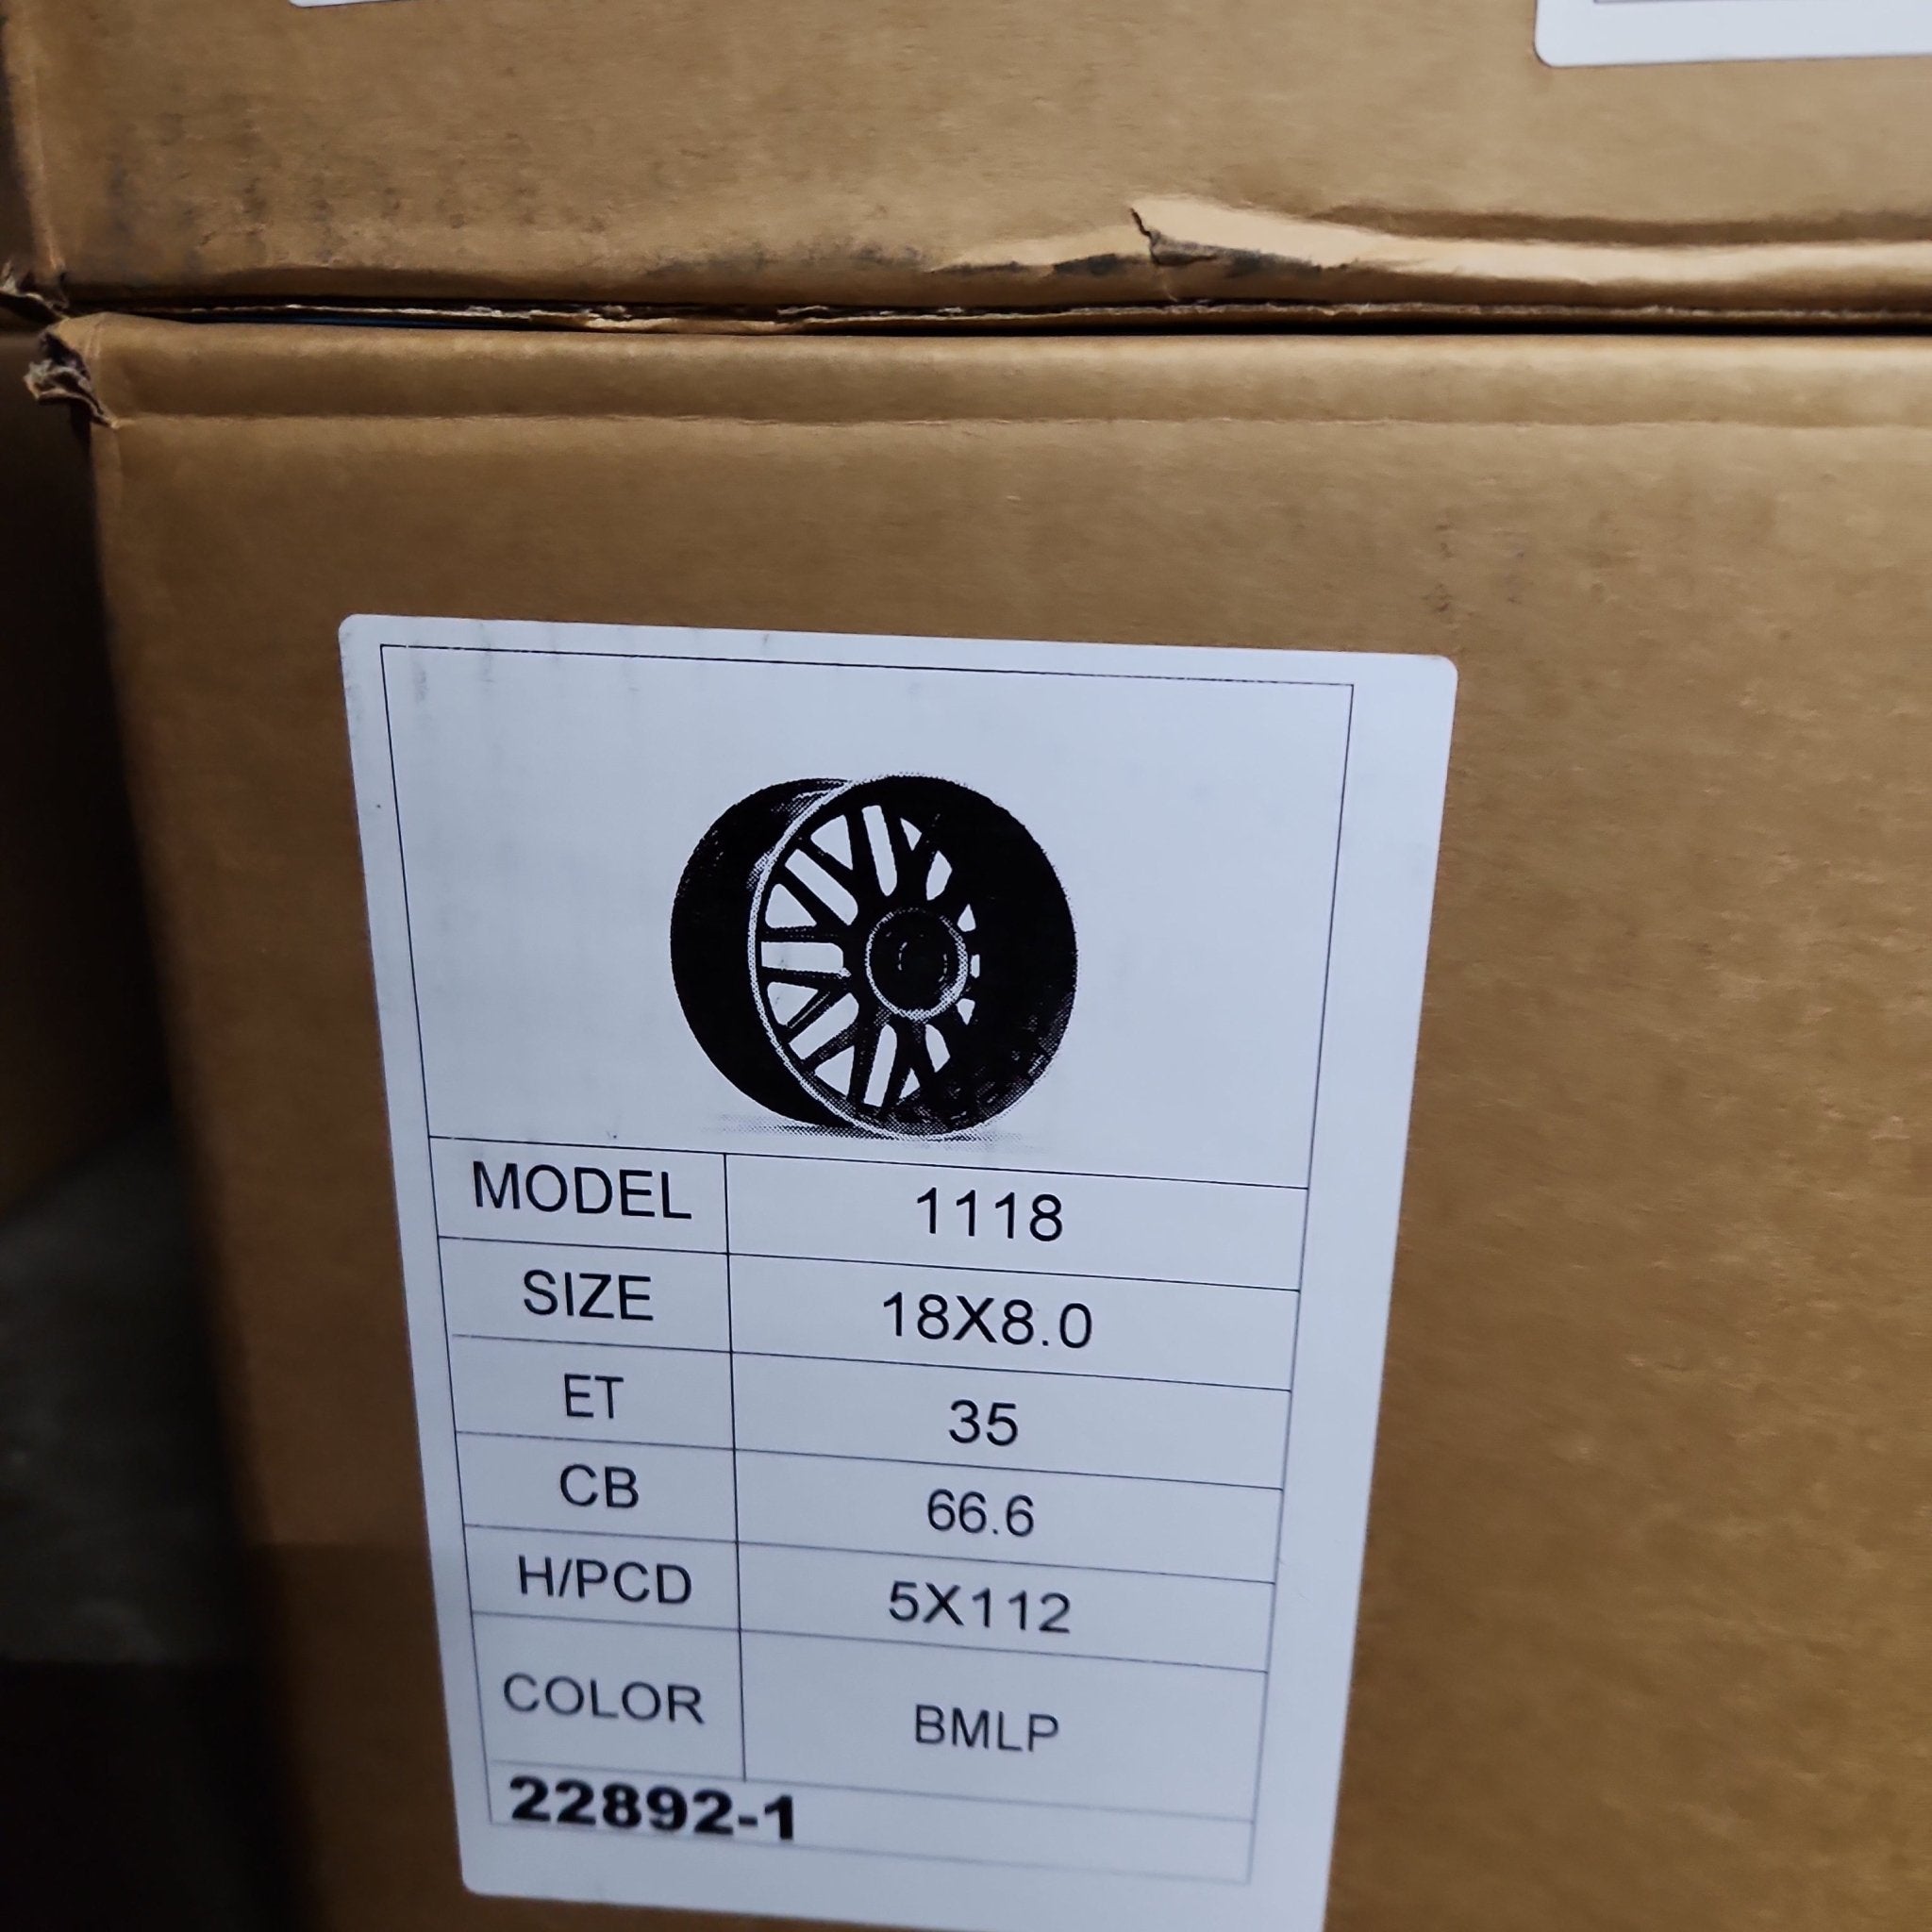 MODEL 1118
SIZE 18X8.0
ET 35
CB 66.6
H/PCD 5X112
COLOR BMLP
22892-1